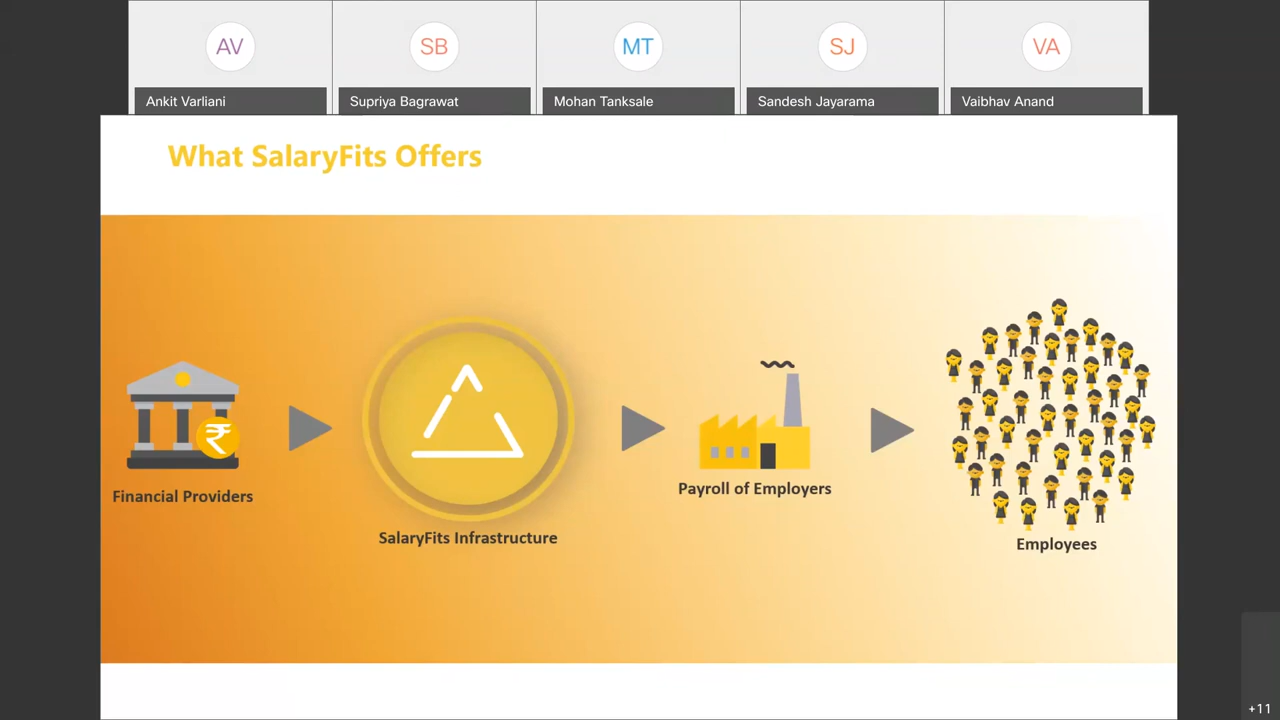 AV
SB
MT
SJ
VA
Ankit Varliani
Supriya Bagrawat
Mohan Tanksale
Sandesh Jayarama
Vaibhav Anand
What SalaryFits Offers
₹
Financial Providers
SalaryFits Infrastructure
Payroll of Employers
Employees
+11